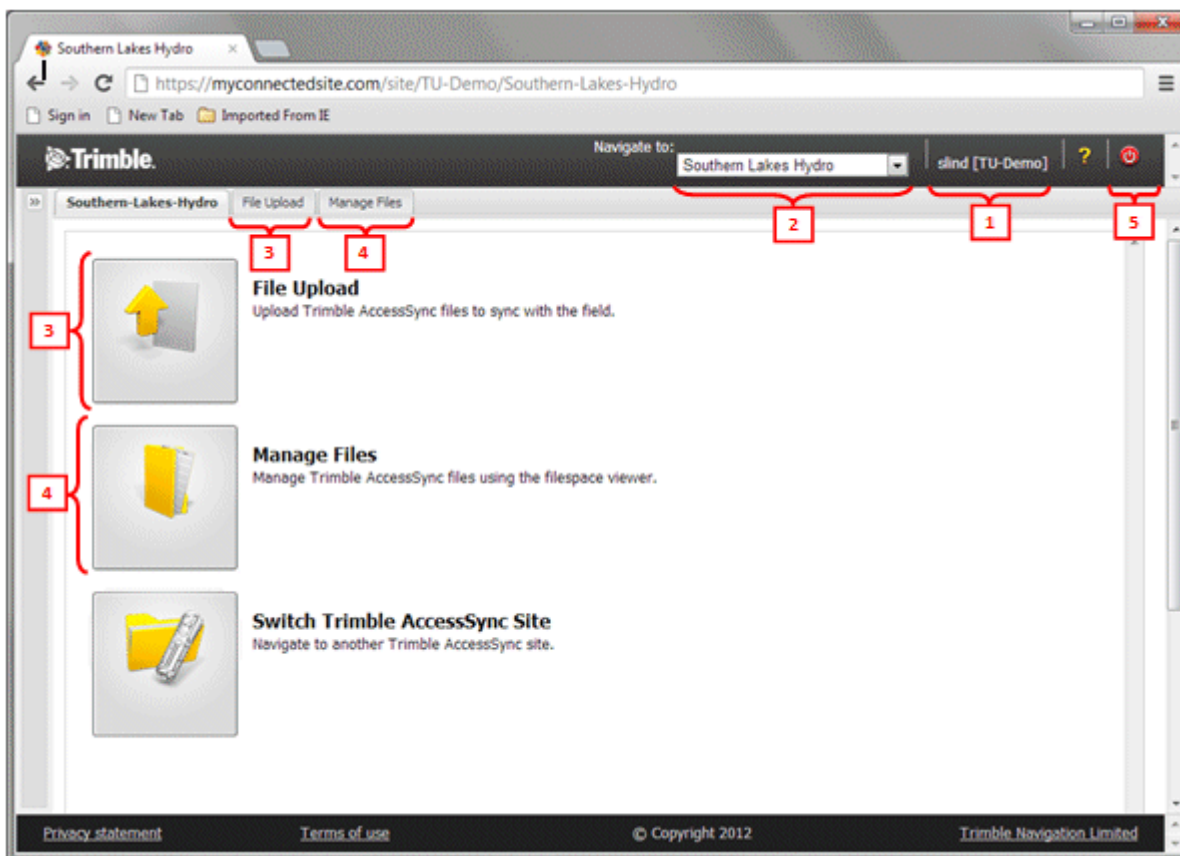 Southern Lakes Hydro
https://myconnectedsite.com/site/TU-Demo/Southern-Lakes-Hydro
Sign in New Tab Imported From IE
Trimble.
Navigate to:
Southern Lakes Hydro
slind [TU-Demo]
?
Southern-Lakes-Hydro File Upload Manage Files
2
1
5
3
4
3
File Upload
Upload Trimble AccessSync files to sync with the field.
4
Manage Files
Manage Trimble AccessSync files using the filespace viewer.
Switch Trimble AccessSync Site
Navigate to another Trimble AccessSync site.
Privacy statement Terms of use © Copyright 2012 Trimble Navigation Limited